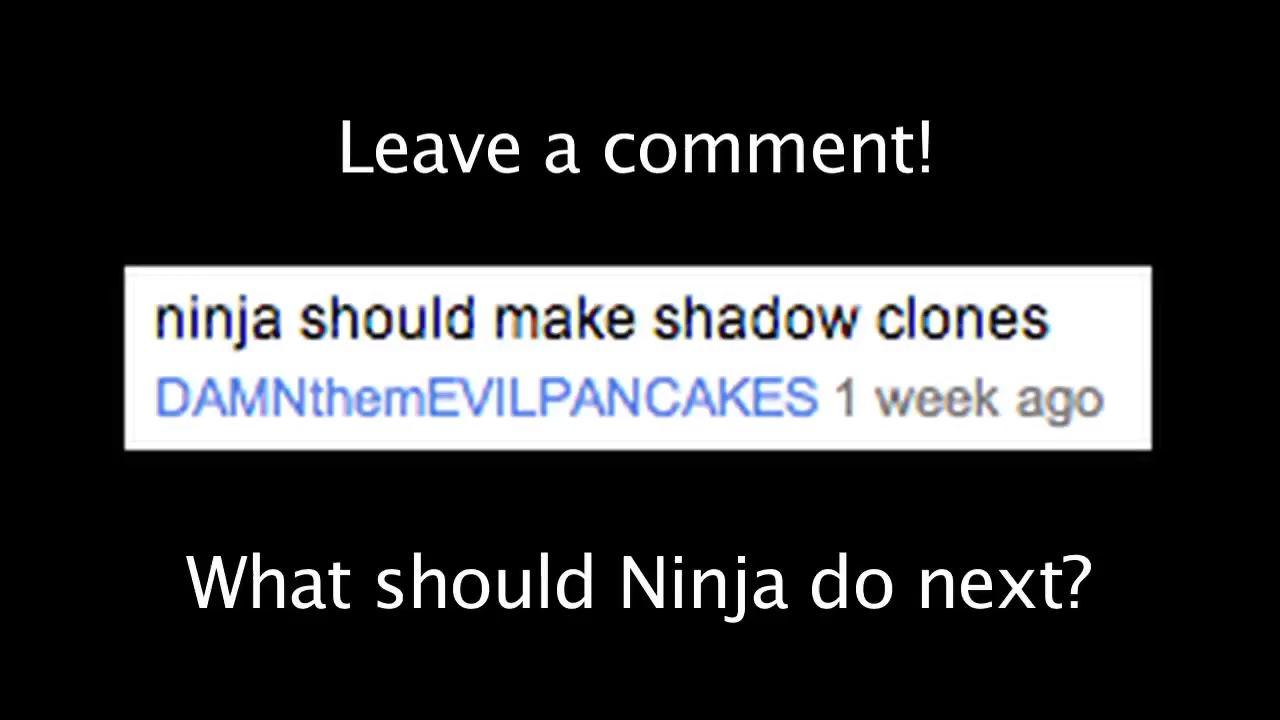 Leave a comment!
ninja should make shadow clones
DAMNthemEVILPANCAKES 1 week ago
What should Ninja do next?